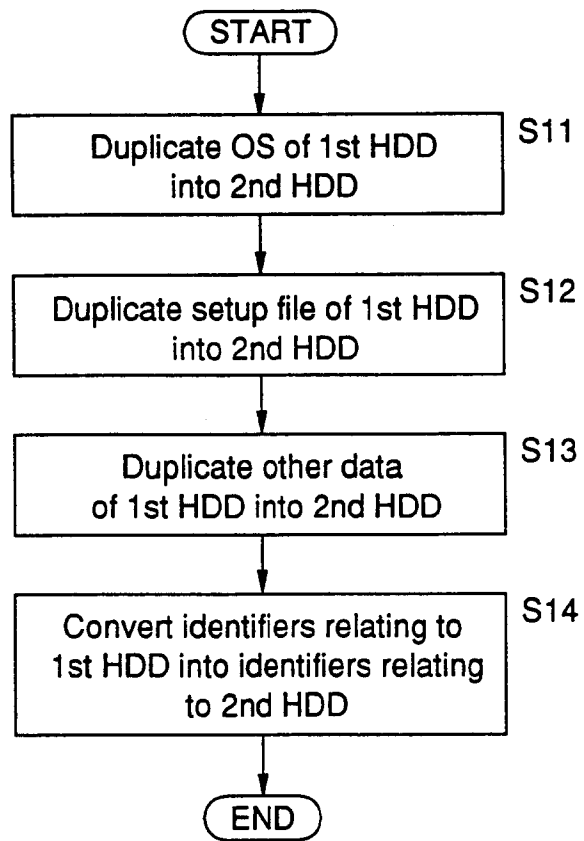 START
S11
Duplicate OS of 1st HDD
into 2nd HDD
S12
Duplicate setup file of 1st HDD
into 2nd HDD
S13
Duplicate other data
of 1st HDD into 2nd HDD
S14
Convert identifiers relating to
1st HDD into identifiers relating
to 2nd HDD
END